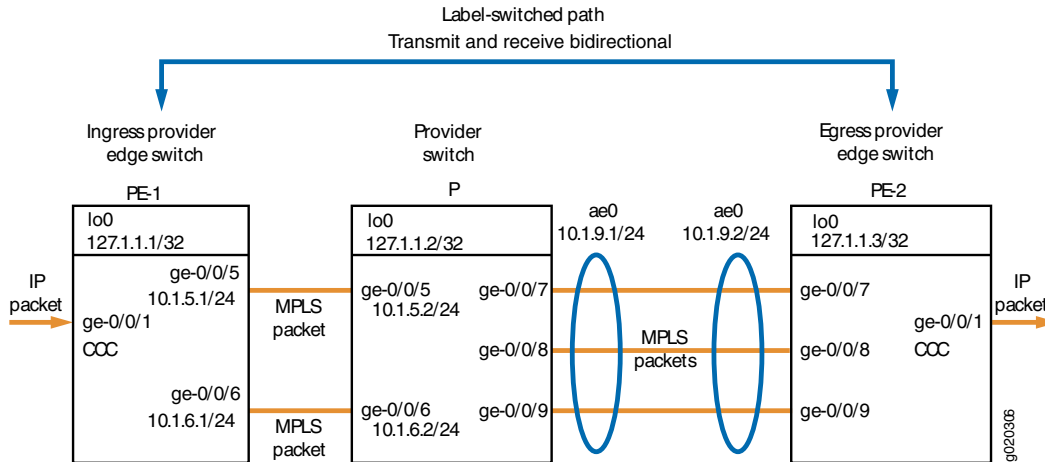 Label-switched path
Transmit and receive bidirectional
Ingress provider
edge switch
Provider
switch
Egress provider
edge switch
PE-1
P
PE-2
lo0
127.1.1.1/32
lo0
127.1.1.2/32
ae0
10.1.9.1/24
ae0
10.1.9.2/24
lo0
127.1.1.3/32
IP
packet
ge-0/0/5
10.1.5.1/24
ge-0/0/1
CCC
ge-0/0/6
10.1.6.1/24
MPLS
packet
MPLS
packet
ge-0/0/5
10.1.5.2/24
ge-0/0/6
10.1.6.2/24
ge-0/0/7
ge-0/0/8
ge-0/0/9
MPLS
packets
ge-0/0/7
ge-0/0/8
ge-0/0/9
ge-0/0/1
CCC
IP
packet
g020306